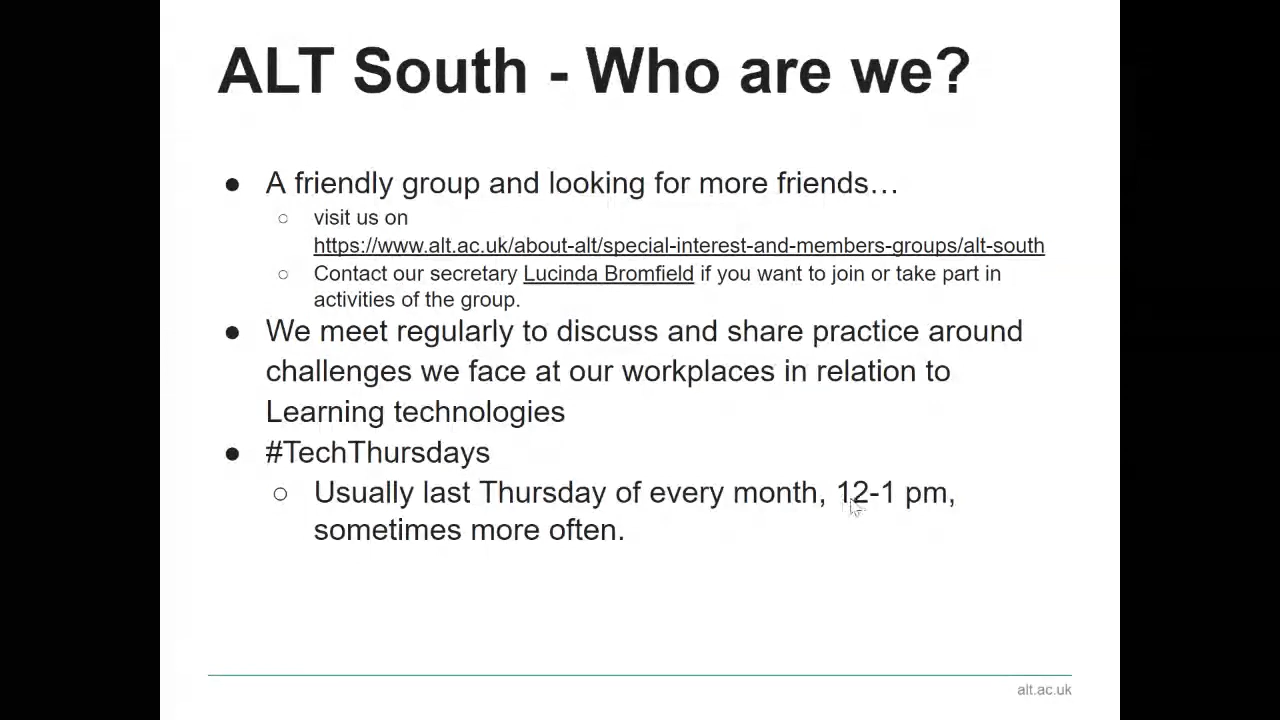 ALT South - Who are we?
● A friendly group and looking for more friends…
○ visit us on
https://www.alt.ac.uk/about-alt/special-interest-and-members-groups/alt-south
○ Contact our secretary Lucinda Bromfield if you want to join or take part in
activities of the group.
● We meet regularly to discuss and share practice around
challenges we face at our workplaces in relation to
Learning technologies
● #TechThursdays
○ Usually last Thursday of every month, 12-1 pm,
sometimes more often.
alt.ac.uk